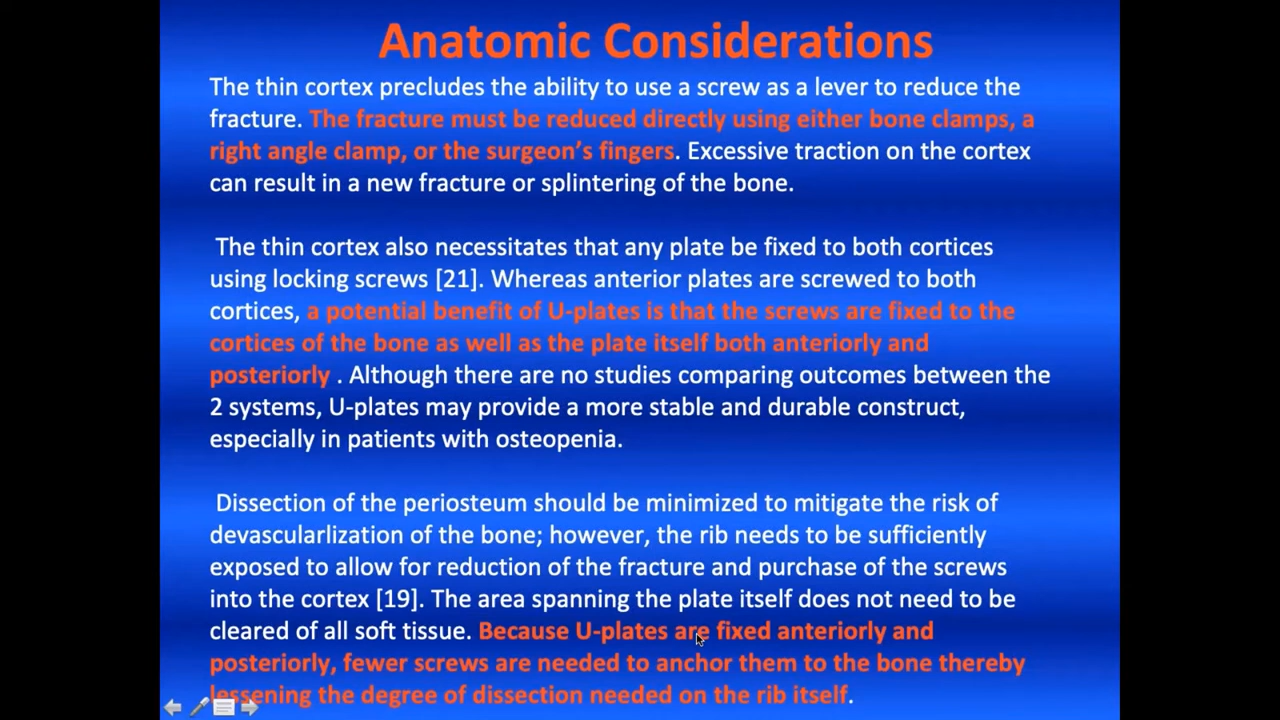 Anatomic Considerations
The thin cortex precludes the ability to use a screw as a lever to reduce the
fracture. The fracture must be reduced directly using either bone clamps, a
right angle clamp, or the surgeon’s fingers. Excessive traction on the cortex
can result in a new fracture or splintering of the bone.
The thin cortex also necessitates that any plate be fixed to both cortices
using locking screws [21]. Whereas anterior plates are screwed to both
cortices, a potential benefit of U-plates is that the screws are fixed to the
cortices of the bone as well as the plate itself both anteriorly and
posteriorly . Although there are no studies comparing outcomes between the
2 systems, U-plates may provide a more stable and durable construct,
especially in patients with osteopenia.
Dissection of the periosteum should be minimized to mitigate the risk of
devascularlization of the bone; however, the rib needs to be sufficiently
exposed to allow for reduction of the fracture and purchase of the screws
into the cortex [19]. The area spanning the plate itself does not need to be
cleared of all soft tissue. Because U-plates are fixed anteriorly and
posteriorly, fewer screws are needed to anchor them to the bone thereby
lessening the degree of dissection needed on the rib itself.